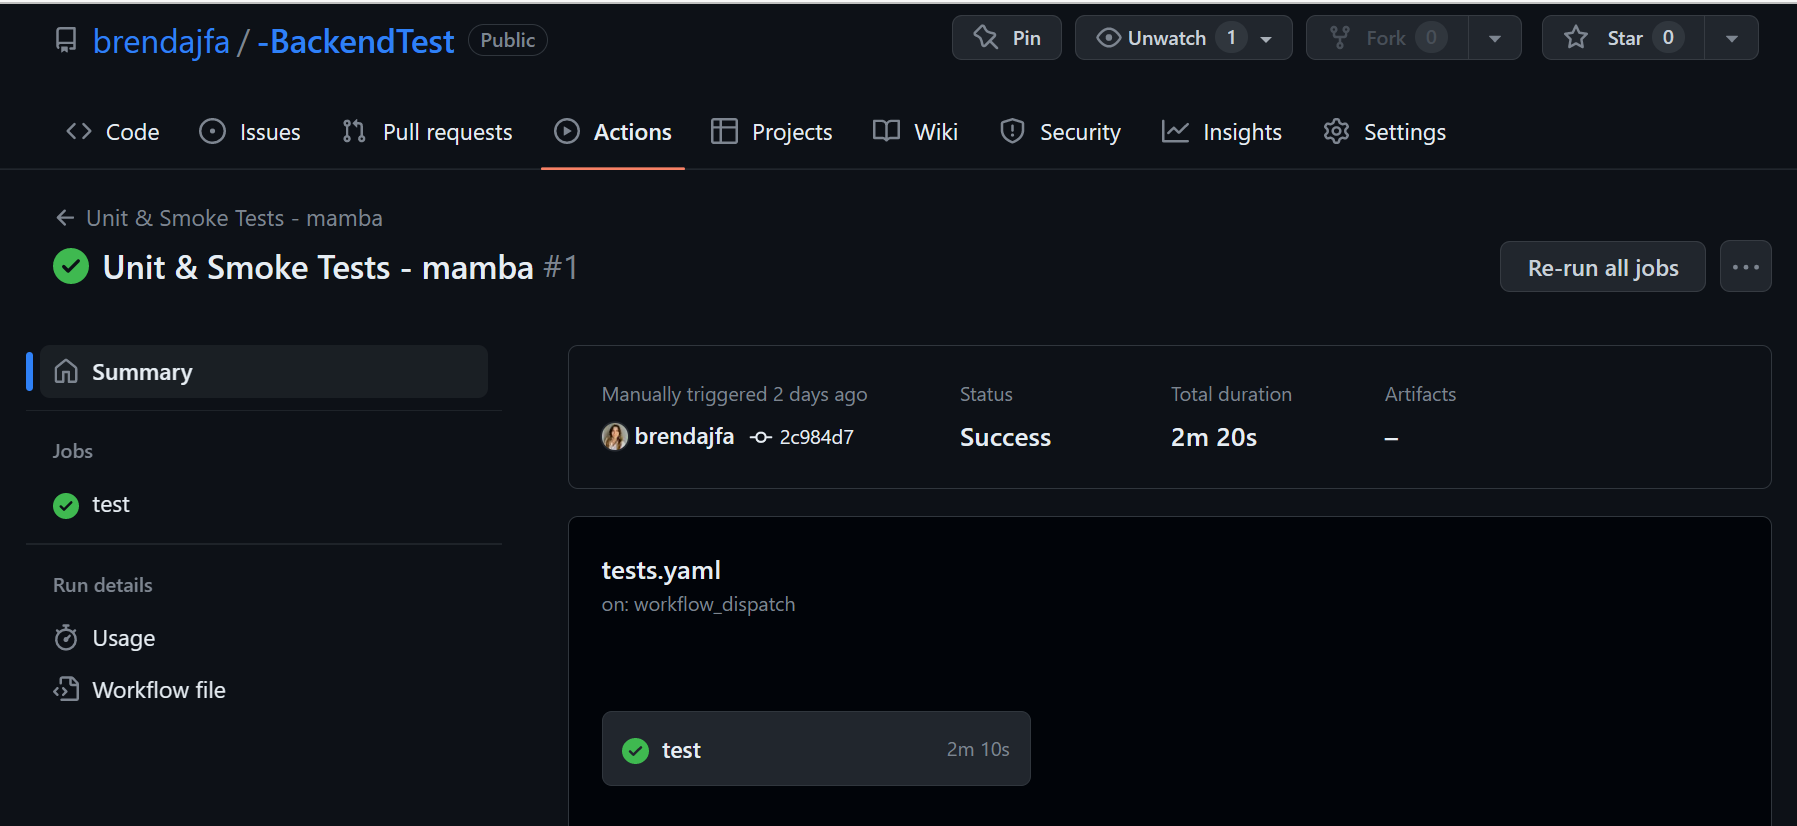 brendajfa / -BackendTest Public Pin Unwatch 1 Fork 0 Star 0
Code Issues Pull requests Actions Projects Wiki Security Insights Settings
Unit & Smoke Tests - mamba
Unit & Smoke Tests - mamba #1
Re-run all jobs
Summary
Jobs
test
Run details
Usage
Workflow file
Manually triggered 2 days ago Status Total duration Artifacts
brendajfa 2c984d7 Success 2m 20s –
tests.yaml
on: workflow_dispatch
test 2m 10s